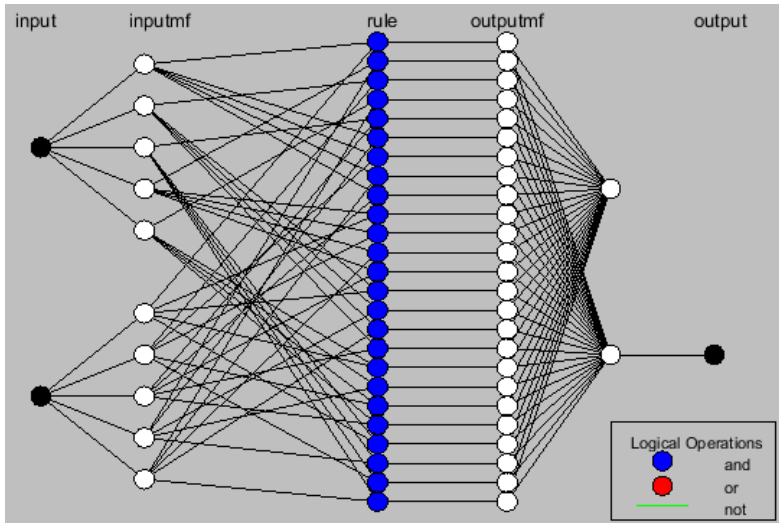 input inputmf rule outputmf output
Logical Operations
and
or
not